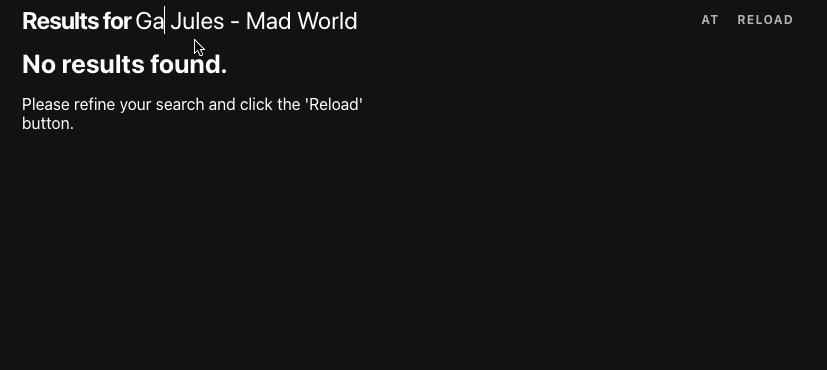 Results for Ga Jules - Mad World
AT RELOAD
No results found.
Please refine your search and click the 'Reload'
button.